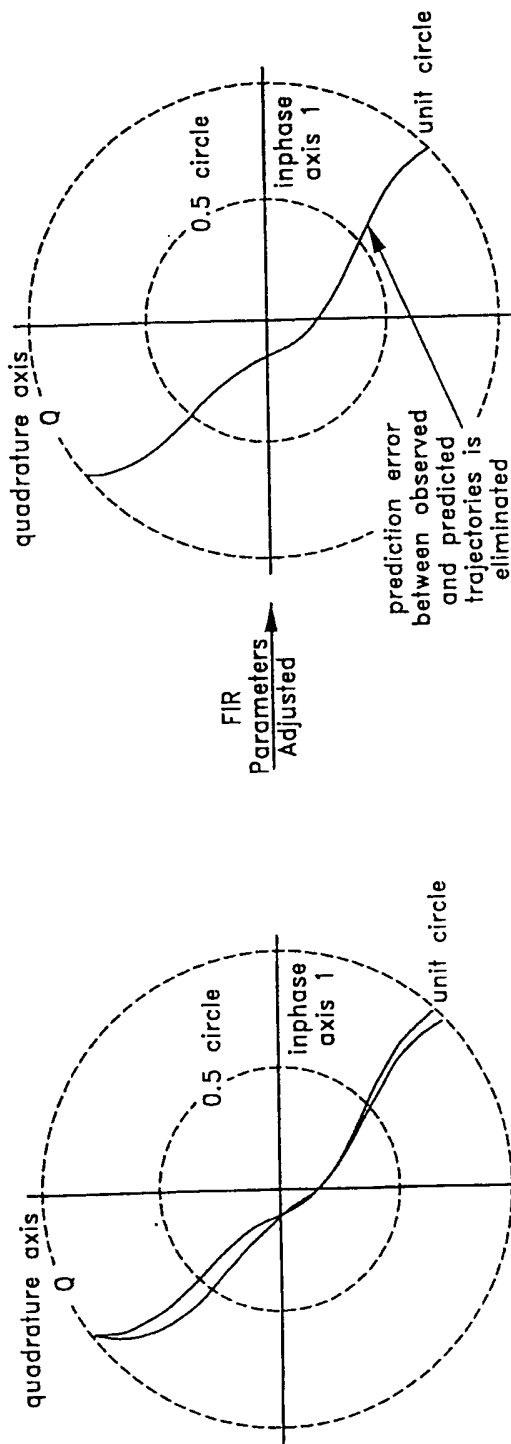 quadrature axis
Q
0.5 circle
inphase
axis 1
unit circle
FIR
Parameters
Adjusted
quadrature axis
Q
0.5 circle
inphase
axis 1
unit circle
prediction error
between observed
and predicted
trajectories is
eliminated